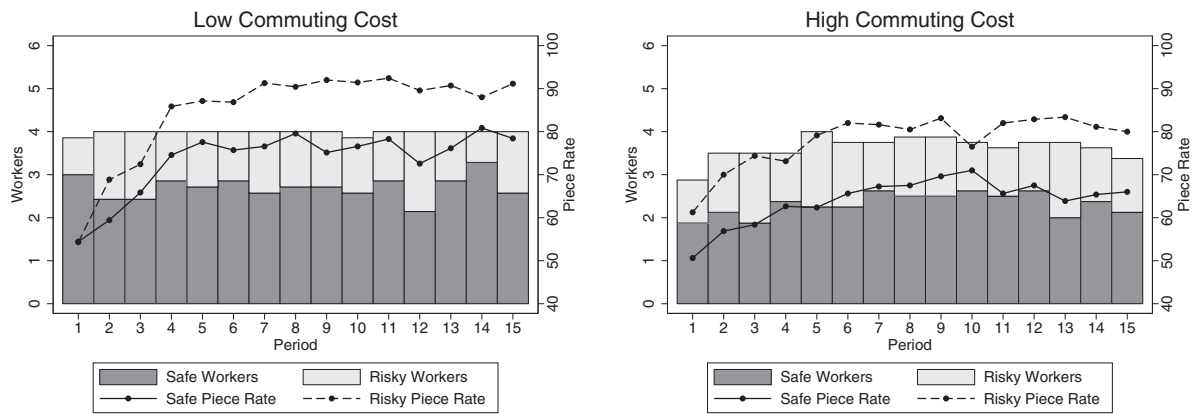 Low Commuting Cost
6
5
4
3
2
1
0
Workers
100
90
80
70
60
50
40
Piece Rate
1 2 3 4 5 6 7 8 9 10 11 12 13 14 15
Period
Safe Workers Risky Workers
Safe Piece Rate Risky Piece Rate
High Commuting Cost
6
5
4
3
2
1
0
Workers
100
90
80
70
60
50
40
Piece Rate
1 2 3 4 5 6 7 8 9 10 11 12 13 14 15
Period
Safe Workers Risky Workers
Safe Piece Rate Risky Piece Rate